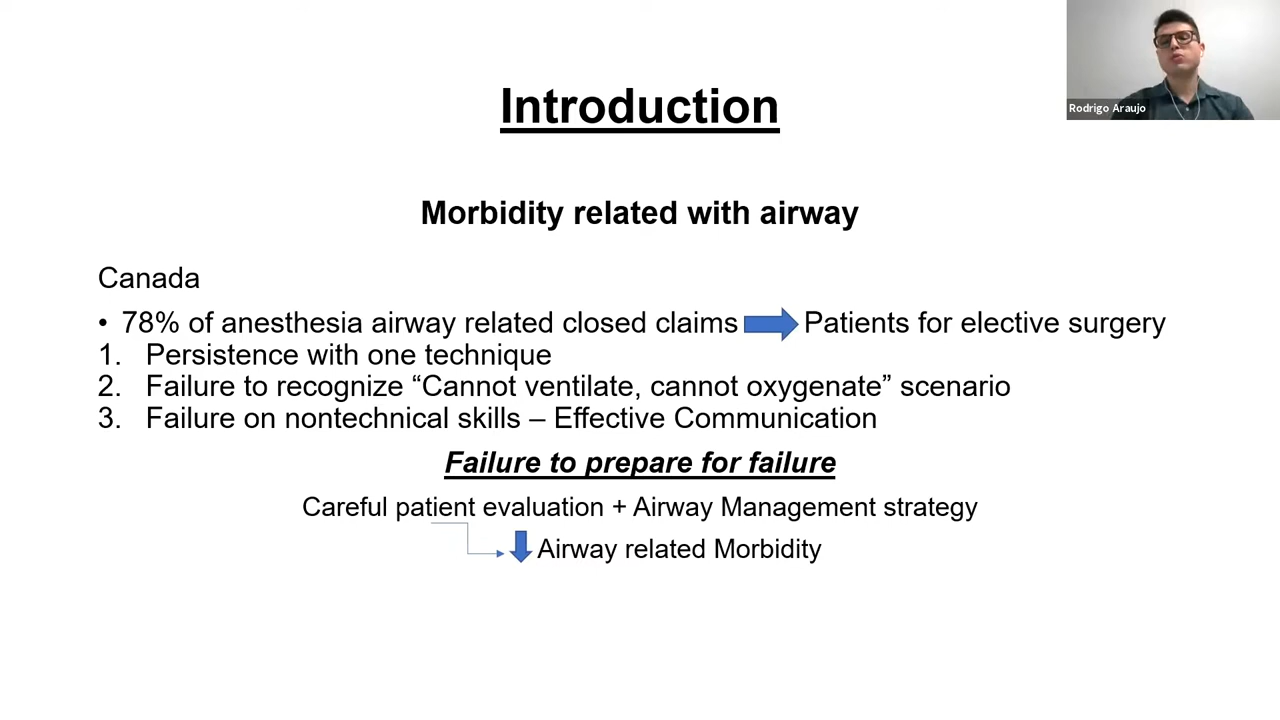 Rodrigo Araujo
Introduction
Morbidity related with airway
Canada
• 78% of anesthesia airway related closed claims Patients for elective surgery
1. Persistence with one technique
2. Failure to recognize “Cannot ventilate, cannot oxygenate” scenario
3. Failure on nontechnical skills – Effective Communication
Failure to prepare for failure
Careful patient evaluation + Airway Management strategy
Airway related Morbidity